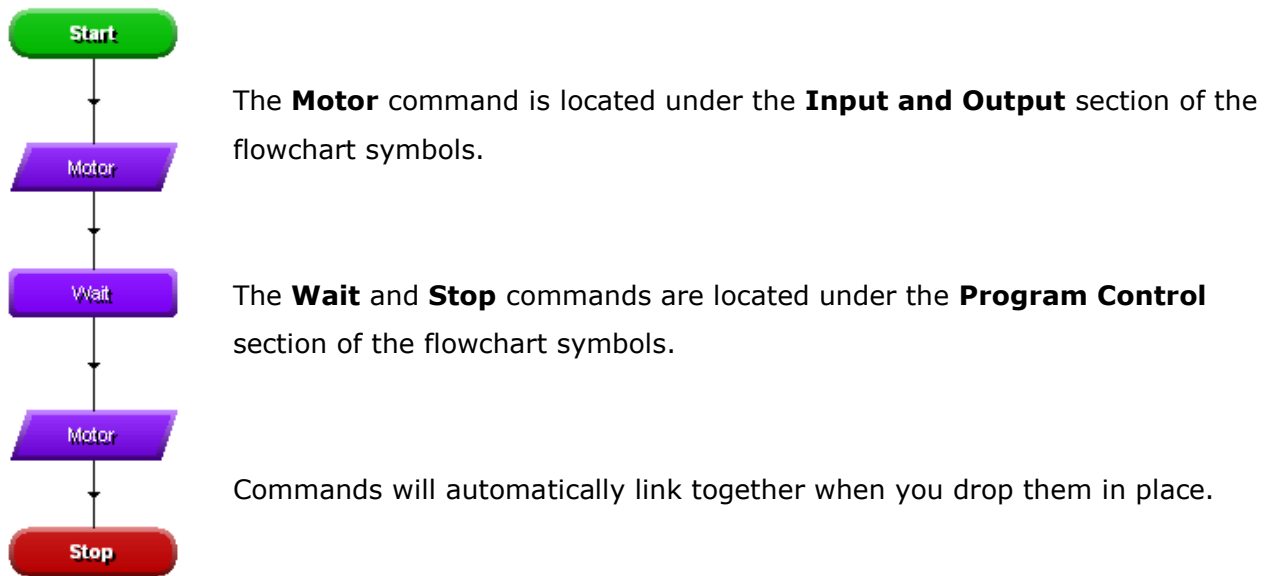 Start
The Motor command is located under the Input and Output section of the
flowchart symbols.
Motor
Wait
The Wait and Stop commands are located under the Program Control
section of the flowchart symbols.
Motor
Commands will automatically link together when you drop them in place.
Stop